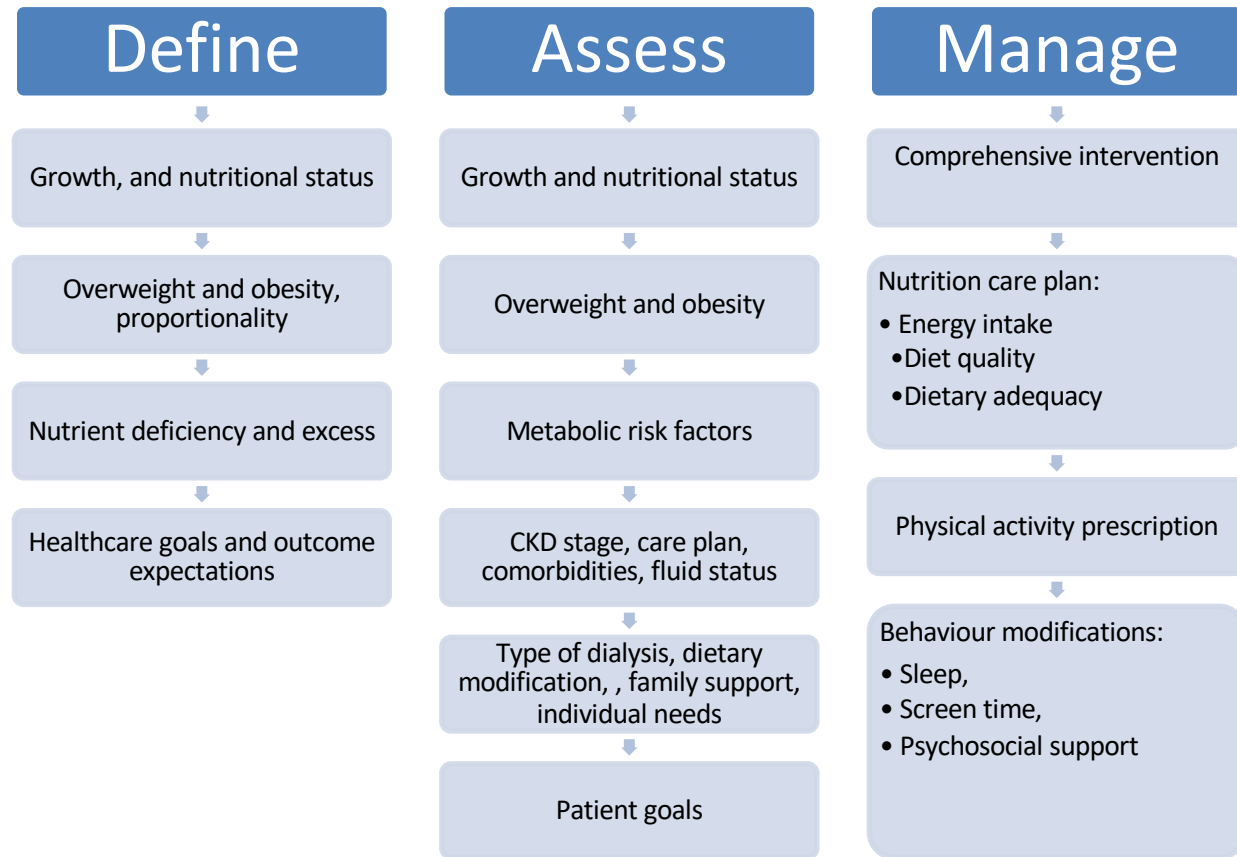 Define
Growth, and nutritional status
Overweight and obesity,
proportionality
Nutrient deficiency and excess
Healthcare goals and outcome
expectations
Assess
Growth and nutritional status
Overweight and obesity
Metabolic risk factors
CKD stage, care plan,
comorbidities, fluid status
Type of dialysis, dietary
modification, , family support,
individual needs
Patient goals
Manage
Comprehensive intervention
Nutrition care plan:
• Energy intake
•Diet quality
•Dietary adequacy
Physical activity prescription
Behaviour modifications:
• Sleep,
• Screen time,
• Psychosocial support